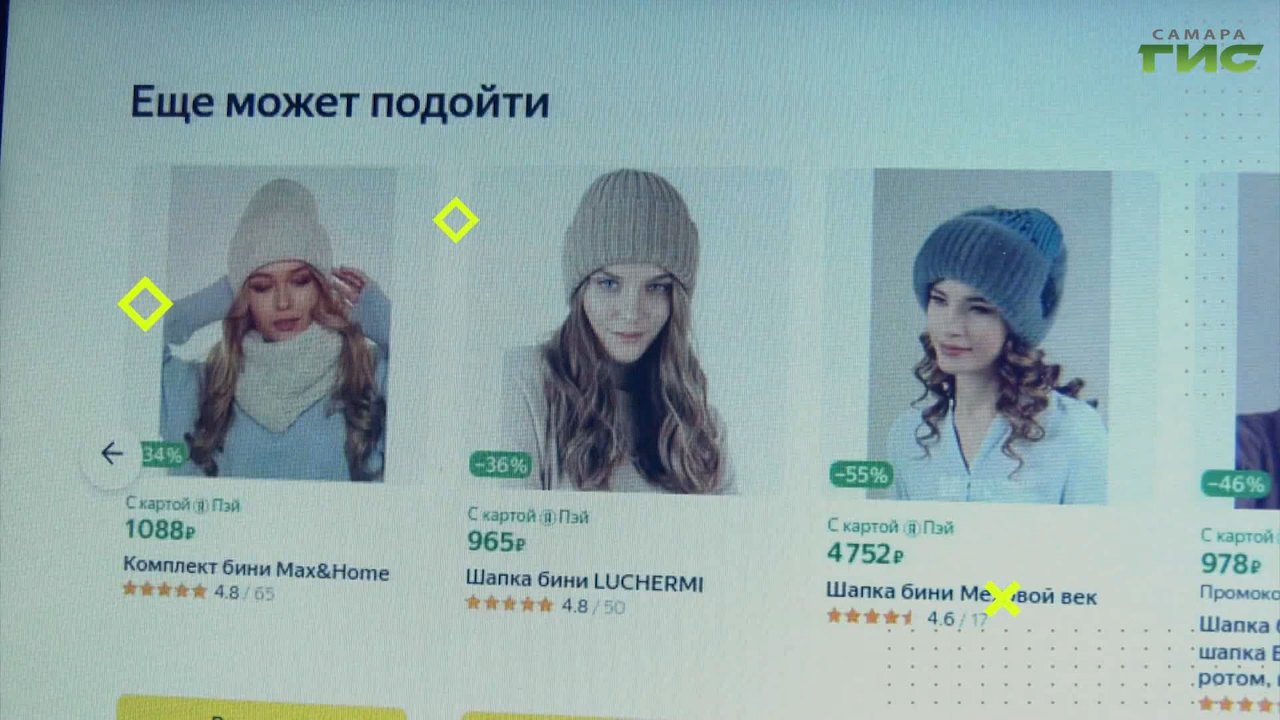 САМАРА
ГИС
Еще может подойти
34%
С картой Пэй
1088₽
Комплект бини Max&Home
4.8 / 65
–36%
С картой Пэй
965₽
Шапка бини LUCHERMI
4.8 / 50
–55%
С картой Пэй
4752₽
Шапка бини Меховой век
4.6 / 17
–46%
С картой
978₽
Шапка
шапка
ротом,